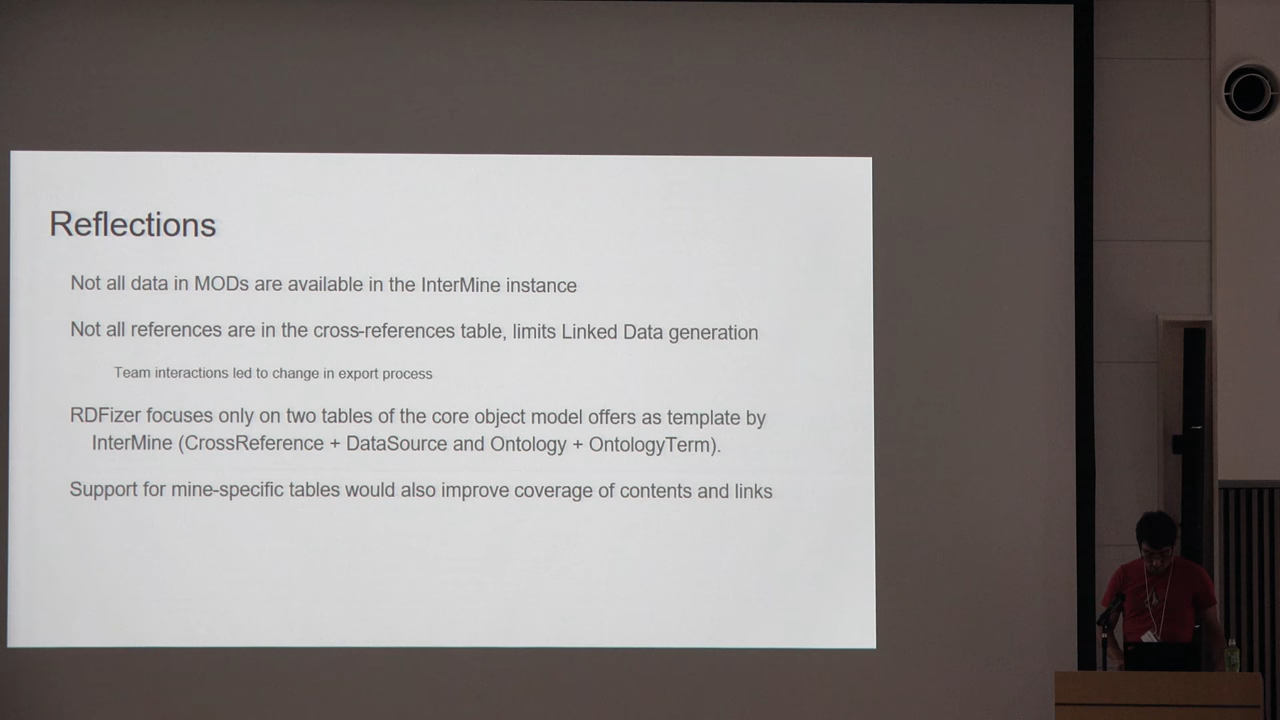 Reflections
Not all data in MODs are available in the InterMine instance
Not all references are in the cross-references table, limits Linked Data generation
Team interactions led to change in export process
RDFizer focuses only on two tables of the core object model offers as template by
InterMine (CrossReference + DataSource and Ontology + OntologyTerm).
Support for mine-specific tables would also improve coverage of contents and links